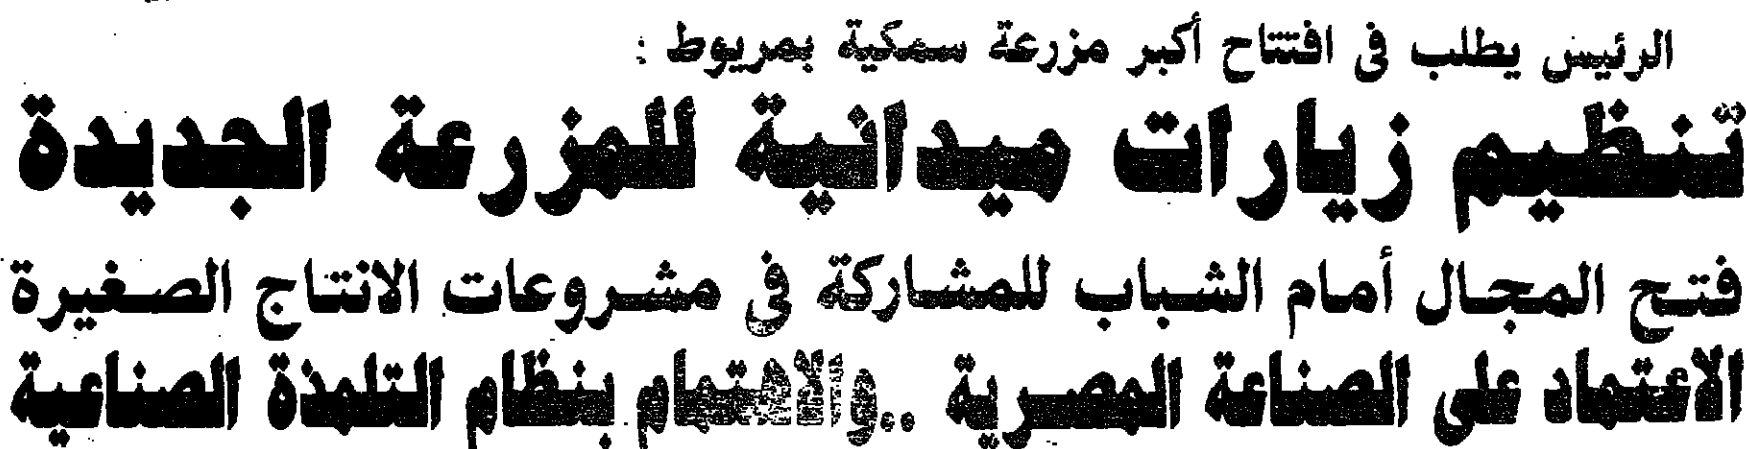 الرئيس يطلب فى افتتاح أكبر مزرعة سمكية بمريوط :
تنظيم زيارات ميدانية للمزرعة الجديدة
فتح المجال أمام الشباب للمشاركة فى مشروعات الانتاج الصغيرة
الاعتماد على الصناعة المصرية .. والاهتمام بنظام التلمذة الصناعية